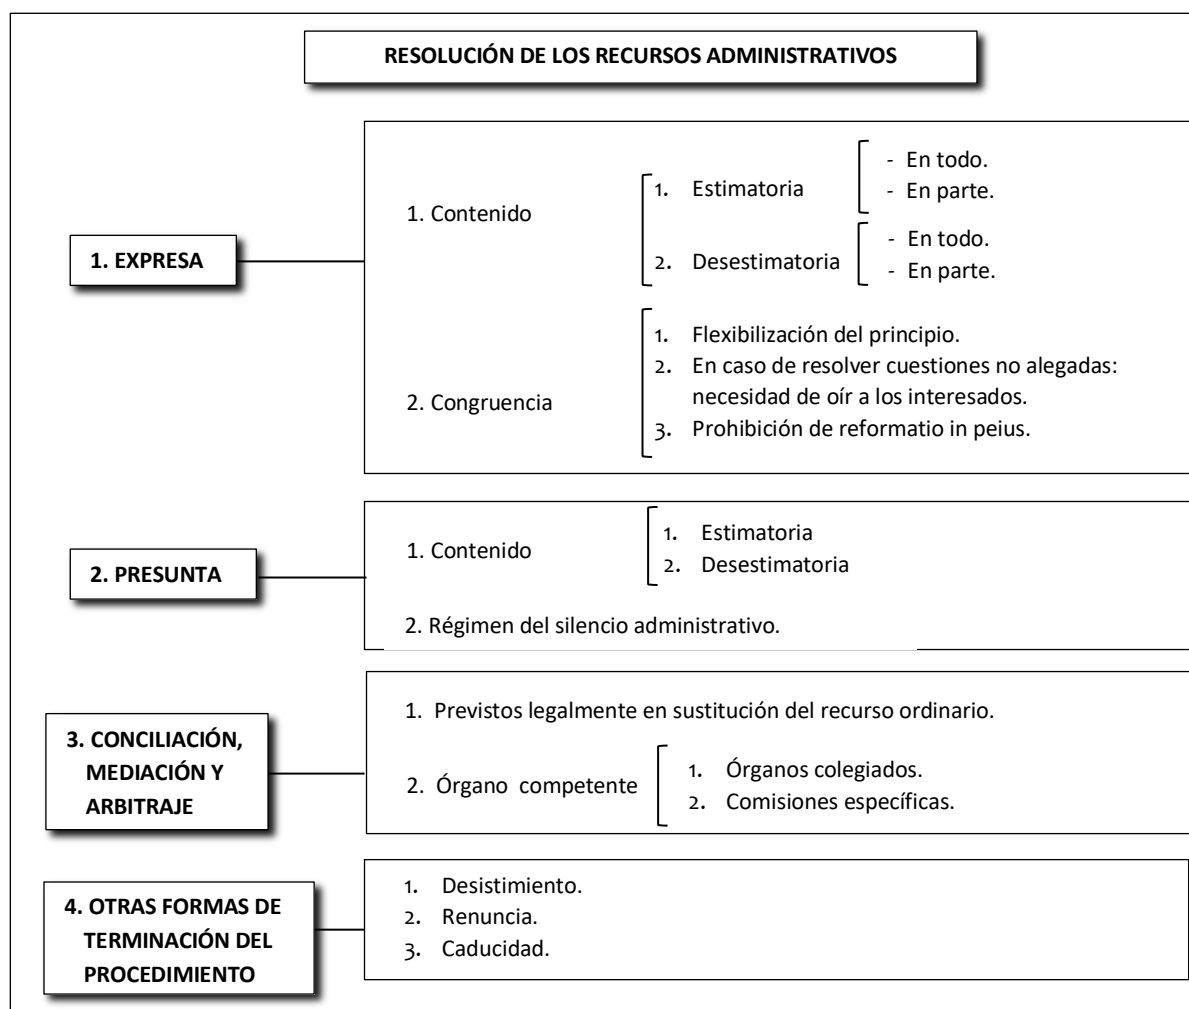 RESOLUCIÓN DE LOS RECURSOS ADMINISTRATIVOS
1. EXPRESA
1. Contenido
1. Estimatoria
- En todo.
- En parte.
2. Desestimatoria
- En todo.
- En parte.
2. Congruencia
1. Flexibilización del principio.
2. En caso de resolver cuestiones no alegadas:
necesidad de oír a los interesados.
3. Prohibición de reformatio in peius.
2. PRESUNTA
1. Contenido
1. Estimatoria
2. Desestimatoria
2. Régimen del silencio administrativo.
3. CONCILIACIÓN,
MEDIACIÓN Y
ARBITRAJE
1. Previstos legalmente en sustitución del recurso ordinario.
2. Órgano competente
1. Órganos colegiados.
2. Comisiones específicas.
4. OTRAS FORMAS DE
TERMINACIÓN DEL
PROCEDIMIENTO
1. Desistimiento.
2. Renuncia.
3. Caducidad.